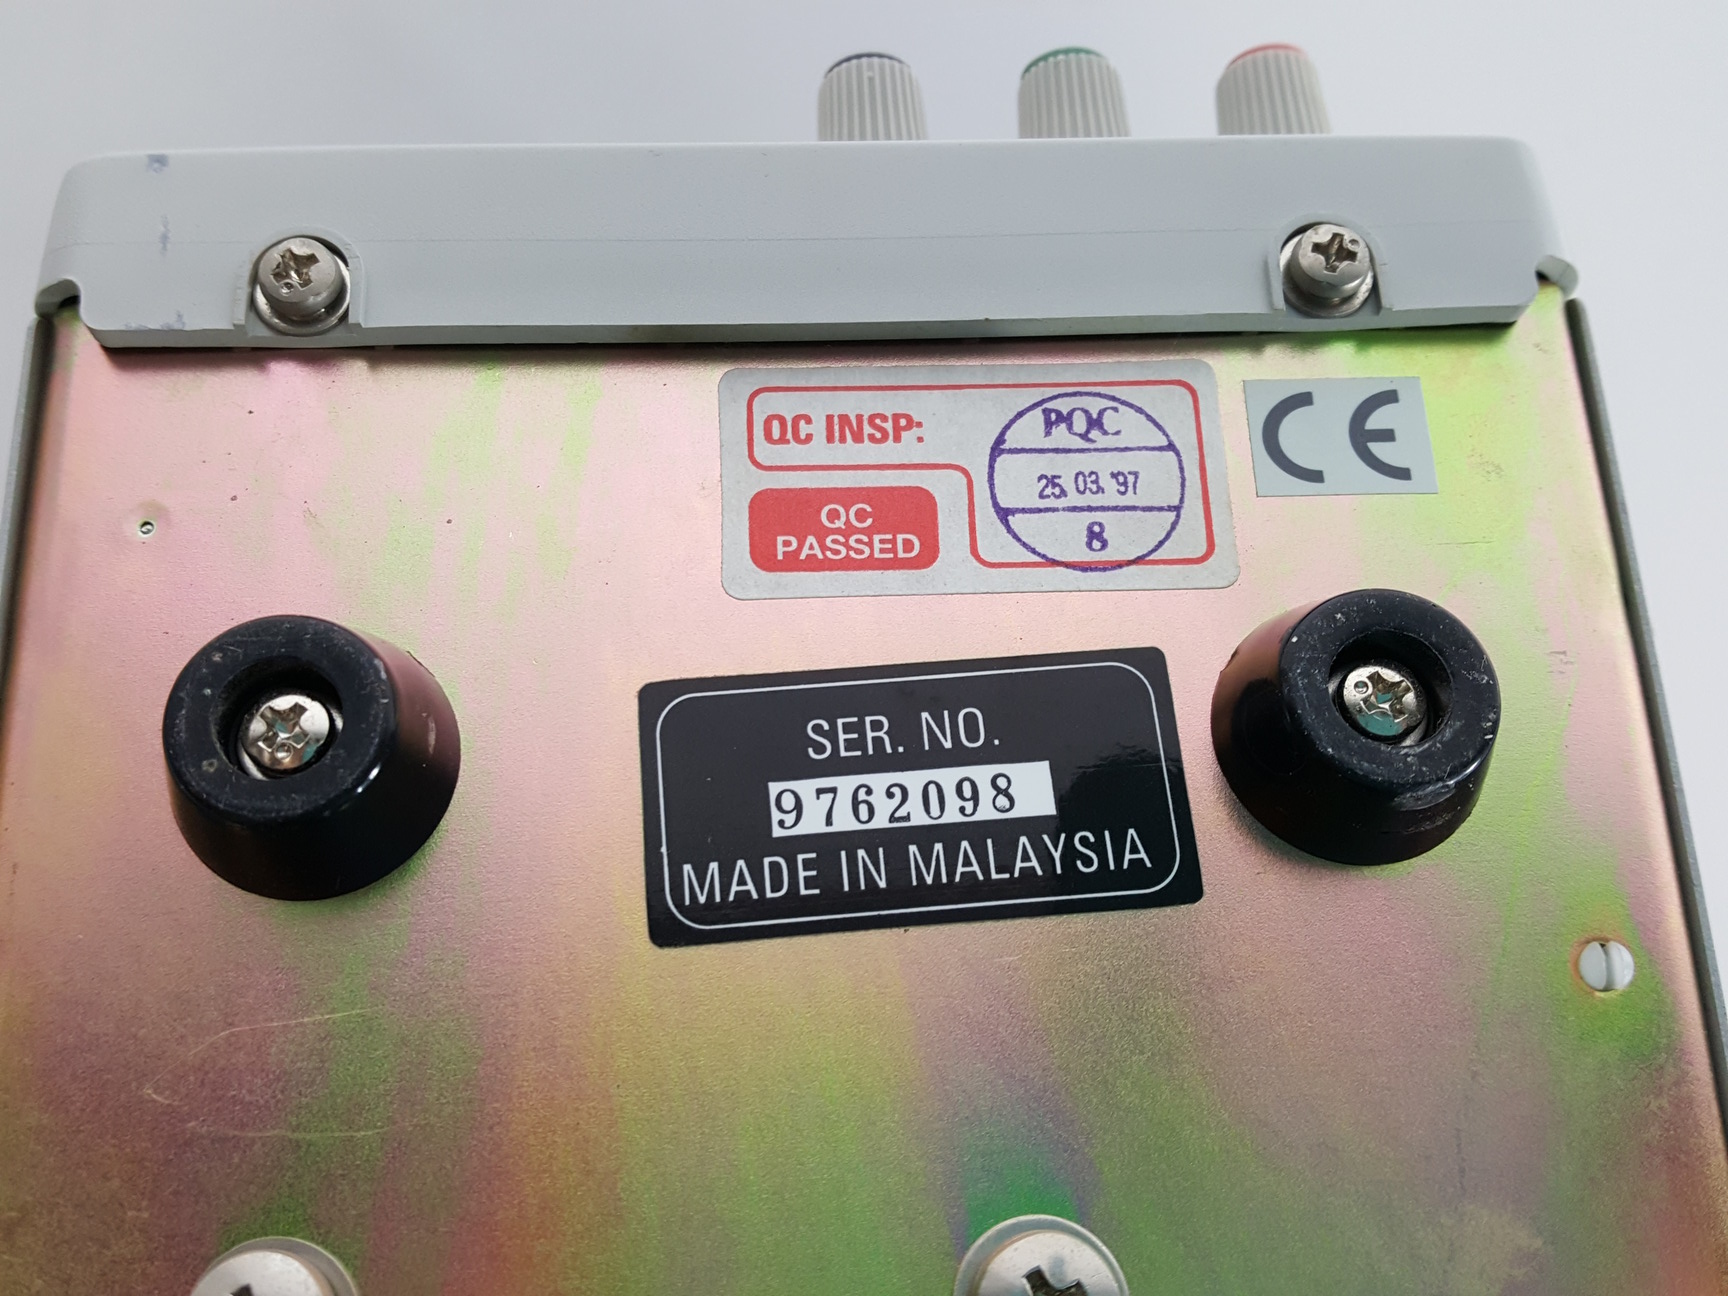 QC INSP:
PQC
25. 03. '97
8
QC
PASSED
CE
SER. NO.
9762098
MADE IN MALAYSIA